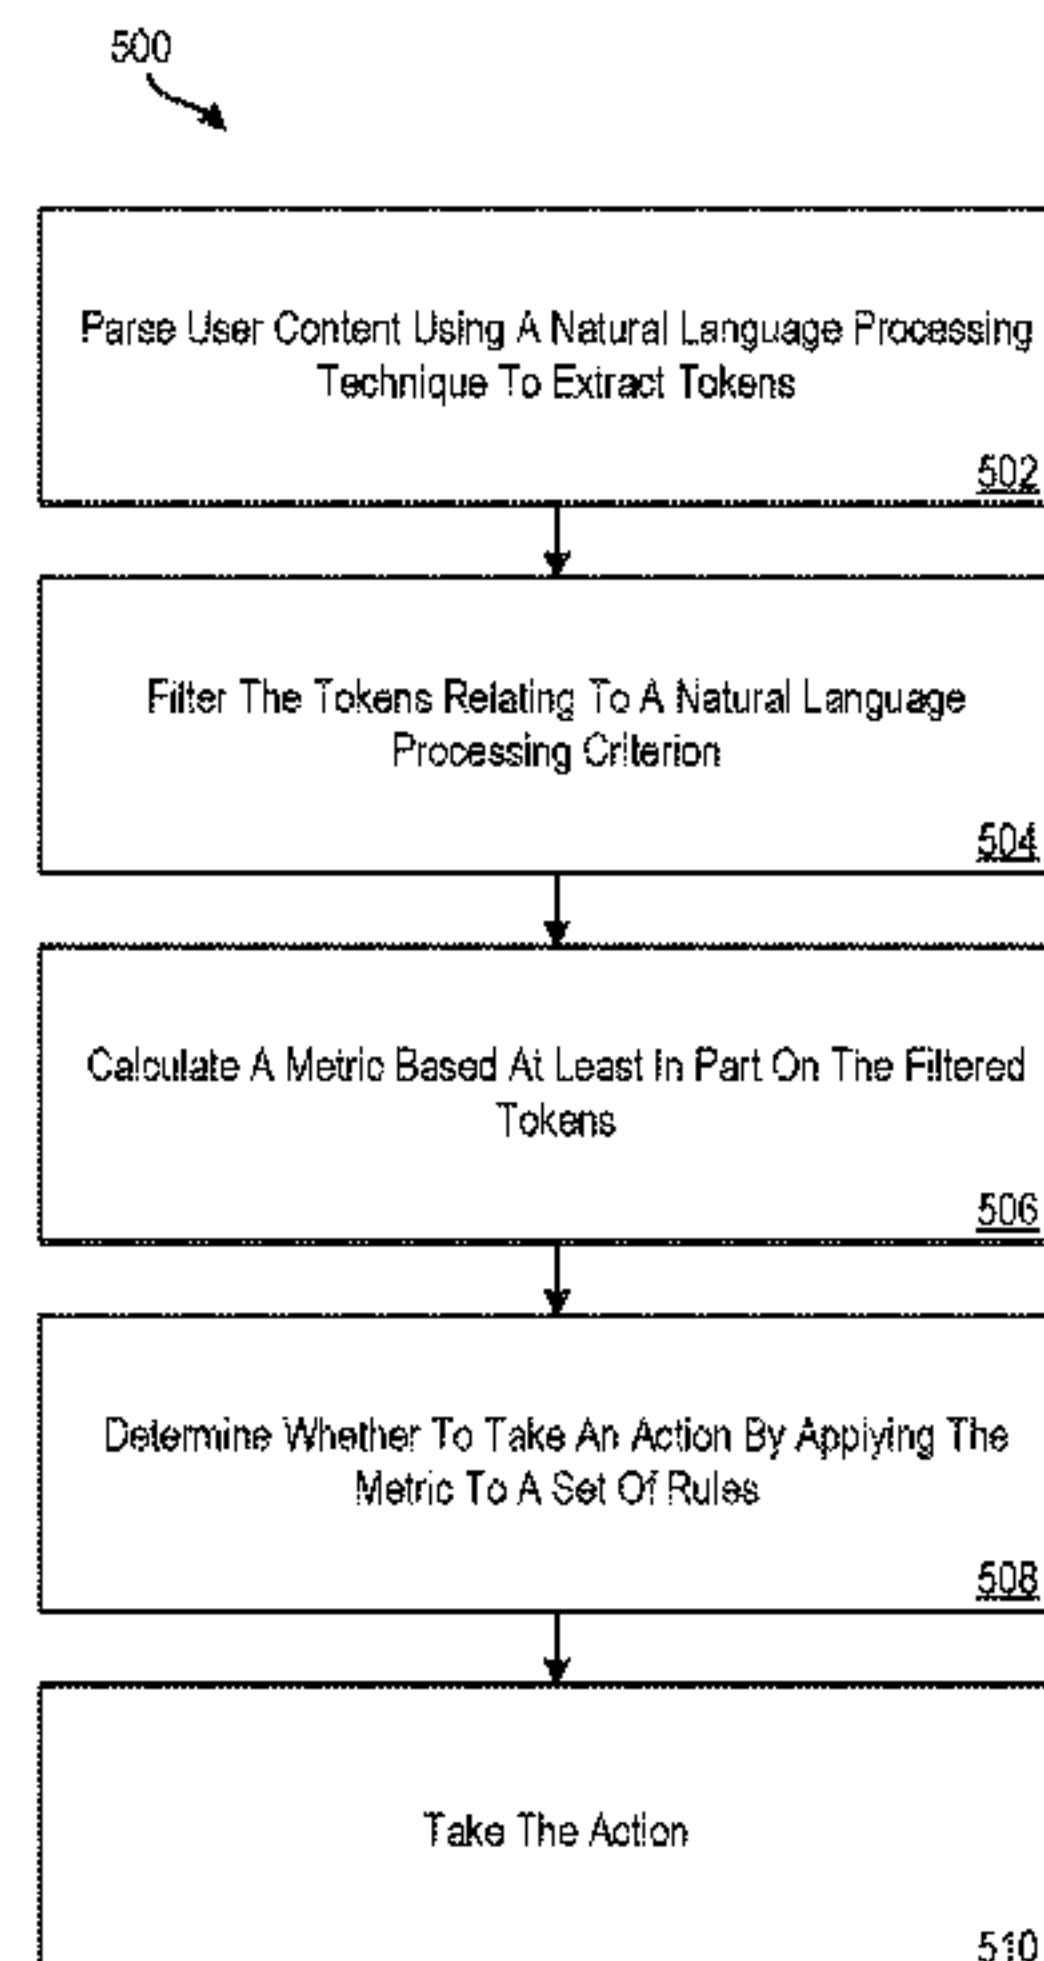 500
Parse User Content Using A Natural Language Processing
Technique To Extract Tokens
502
Filter The Tokens Relating To A Natural Language
Processing Criterion
504
Calculate A Metric Based At Least In Part On The Filtered
Tokens
506
Determine Whether To Take An Action By Applying The
Metric To A Set Of Rules
508
Take The Action
510